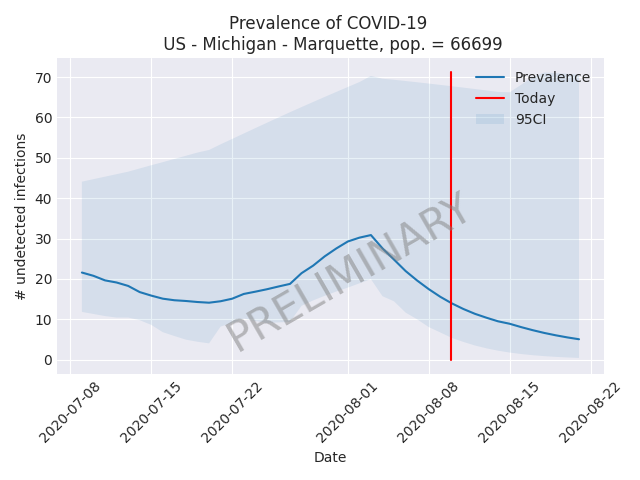 Prevalence of COVID-19
US - Michigan - Marquette, pop. = 66699
70
60
50
40
30
20
10
0
# undetected infections
Prevalence
Today
95CI
PRELIMINARY
2020-07-08
2020-07-15
2020-07-22
2020-08-01
2020-08-08
2020-08-15
2020-08-22
Date